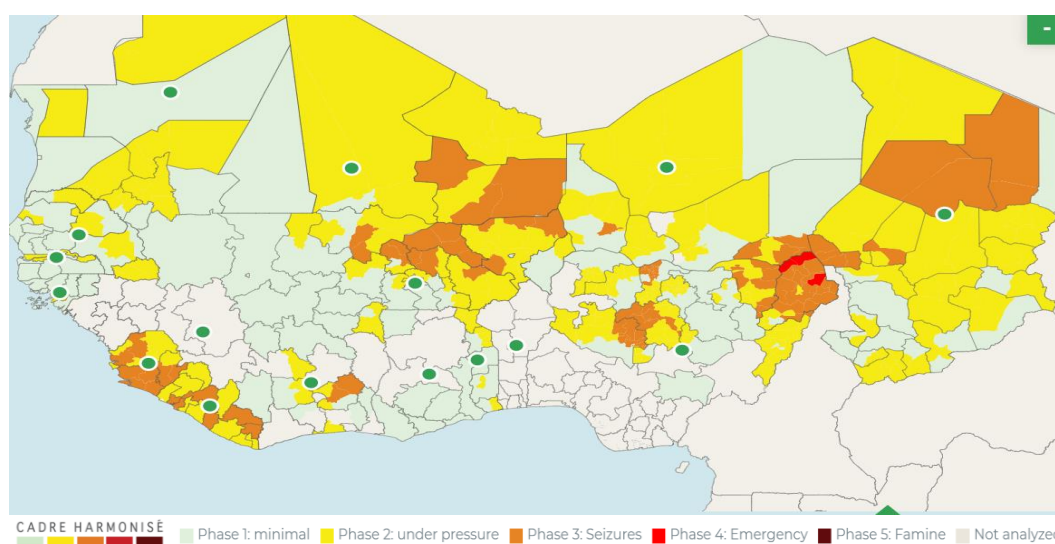 -
CADRE HARMONISÉ
Phase 1: minimal
Phase 2: under pressure
Phase 3: Seizures
Phase 4: Emergency
Phase 5: Famine
Not analyzed